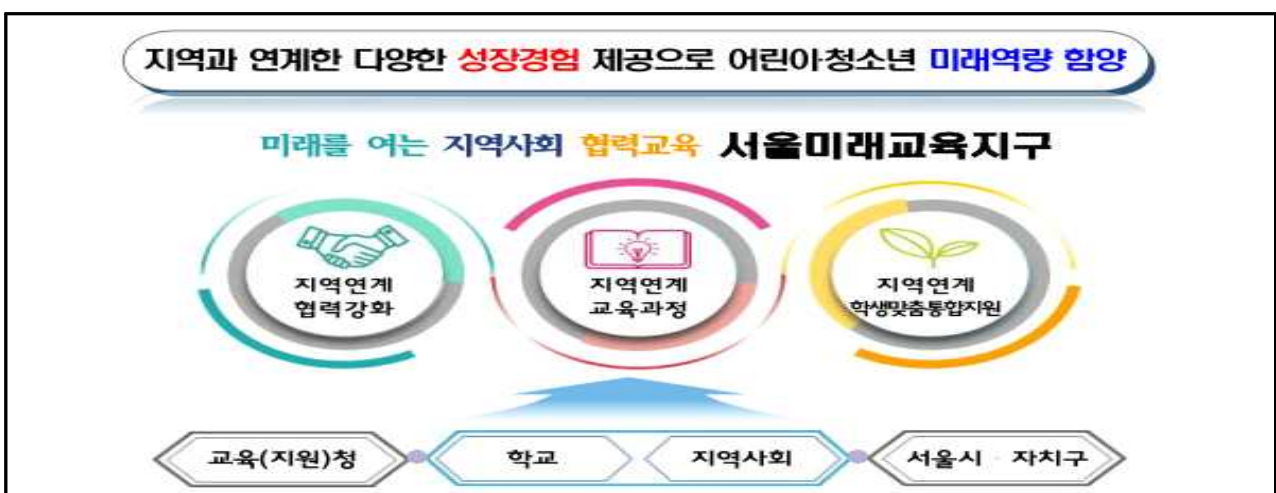 지역과 연계한 다양한 성장경험 제공으로 어린아·청소년 미래역량 함양
미래를 여는 지역사회 협력교육 서울미래교육지구
지역연계
협력강화
지역연계
교육과정
지역연계
학생맞춤통합지원
교육(지원)청
학교
지역사회
서울시 · 자치구